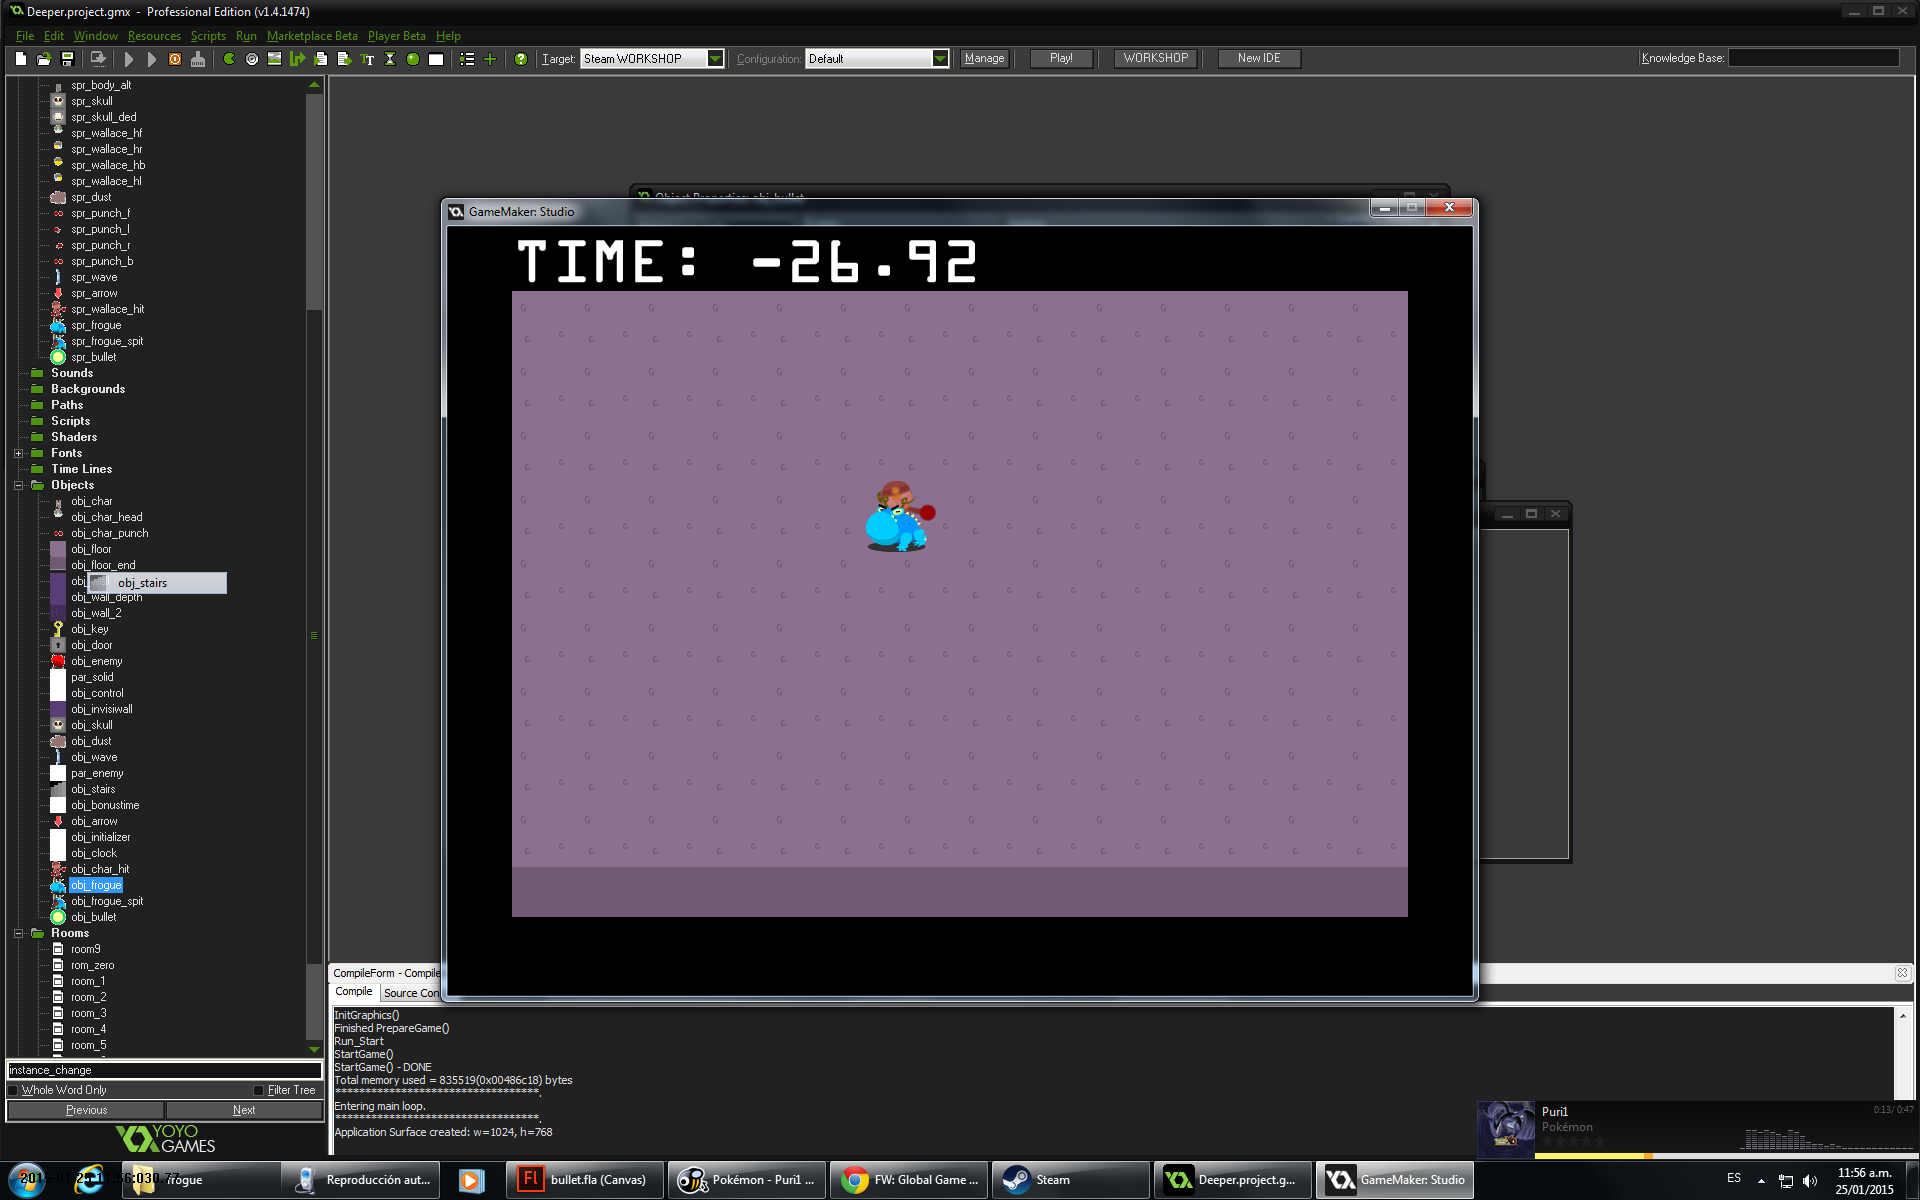 Deeper.project.gmx - Professional Edition (v1.4.1474)
File Edit Window Resources Scripts Run Marketplace Beta Player Beta Help
Target: Steam WORKSHOP Configuration: Default Manage Play! WORKSHOP New IDE Knowledge Base:
spr_body_alt
spr_skull
spr_skull_ded
spr_wallace_hf
spr_wallace_hr
spr_wallace_hb
spr_wallace_hl
spr_dust
spr_punch_f
spr_punch_l
spr_punch_r
spr_punch_b
spr_wave
spr_arrow
spr_wallace_hit
spr_frogue
spr_frogue_spit
spr_bullet
Sounds
Backgrounds
Paths
Scripts
Shaders
Fonts
Time Lines
Objects
obj_char
obj_char_head
obj_char_punch
obj_floor
obj_floor_end
obj_stairs
obj_wall_depth
obj_wall_2
obj_key
obj_door
obj_enemy
par_solid
obj_control
obj_invisiwall
obj_skull
obj_dust
obj_wave
par_enemy
obj_stairs
obj_bonustime
obj_arrow
obj_initializer
obj_clock
obj_char_hit
obj_frogue
obj_frogue_spit
obj_bullet
Rooms
room9
rom_zero
room_1
room_2
room_3
room_4
room_5
instance_change
Whole Word Only Filter Tree
Previous Next
YOYO GAMES
Object Properties: obj_bullet
GameMaker: Studio
TIME: -26.92
CompileForm - Compile
Compile Source Con
InitGraphics()
Finished PrepareGame()
Run_Start
StartGame()
StartGame() - DONE
Total memory used = 835519(0x00486c18) bytes
***********************************.
Entering main loop.
***********************************.
Application Surface created: w=1024, h=768
Puri1 0:13/ 0:47
Pokémon
frogue
Reproducción aut...
bullet.fla (Canvas)
Pokémon - Puri1 ...
FW: Global Game ...
Steam
Deeper.project.g...
GameMaker: Studio
ES
11:56 a.m.
25/01/2015